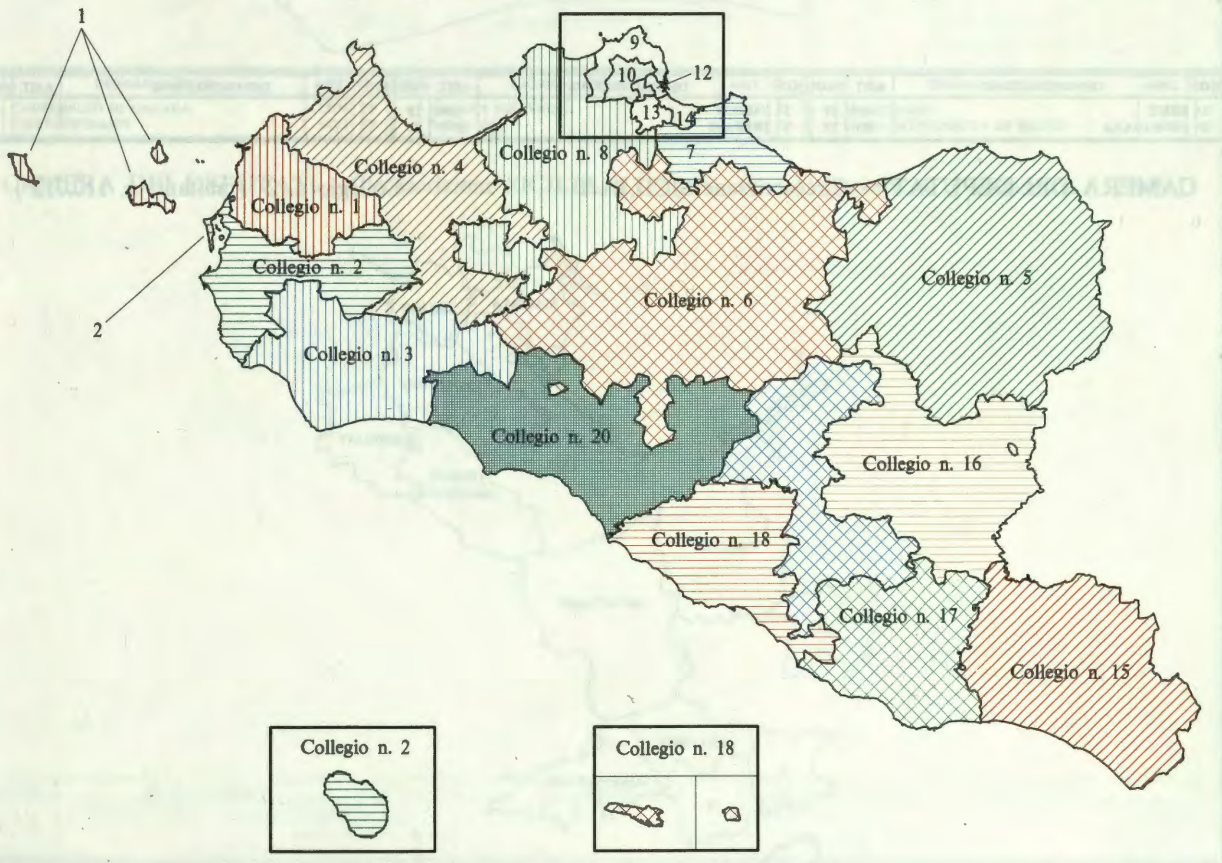 1
9
10
12
13
14
7
Collegio n. 4
Collegio n. 8
Collegio n. 1
Collegio n. 2
Collegio n. 5
Collegio n. 6
2
Collegio n. 3
Collegio n. 20
Collegio n. 16
Collegio n. 18
Collegio n. 17
Collegio n. 15
Collegio n. 2
Collegio n. 18